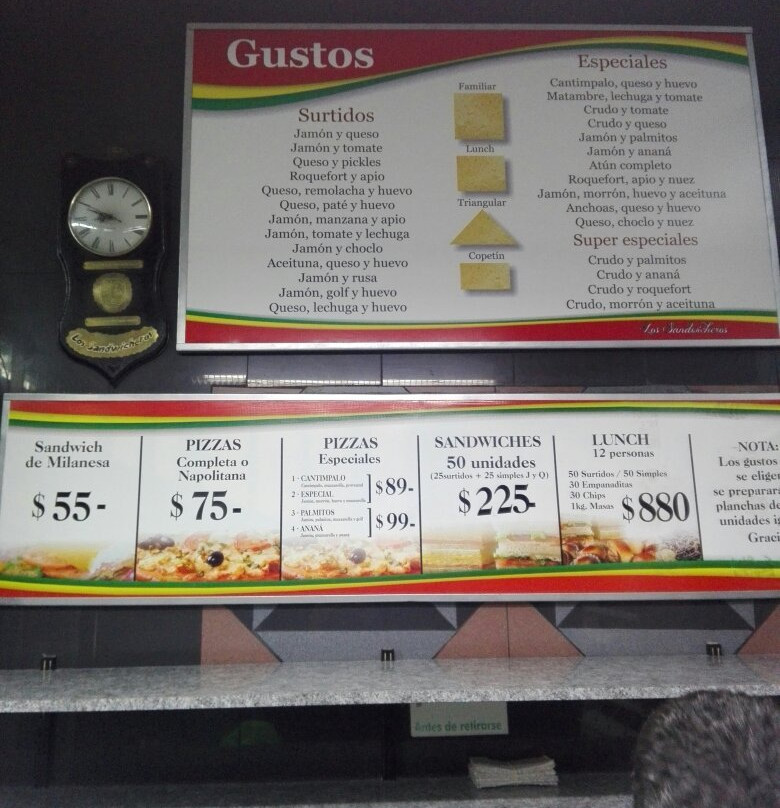 Gustos
Surtidos
Jamón y queso
Jamón y tomate
Queso y pickles
Roquefort y apio
Queso, remolacha y huevo
Queso, paté y huevo
Jamón, manzana y apio
Jamón, tomate y lechuga
Jamón y choclo
Aceituna, queso y huevo
Jamón y rusa
Jamón, golf y huevo
Queso, lechuga y huevo
Familiar
Lunch
Triangular
Copetín
Especiales
Cantimpalo, queso y huevo
Matambre, lechuga y tomate
Crudo y tomate
Crudo y queso
Jamón y palmitos
Jamón y ananá
Atún completo
Roquefort, apio y nuez
Jamón, morrón, huevo y aceituna
Anchoas, queso y huevo
Queso, choclo y nuez
Super especiales
Crudo y palmitos
Crudo y ananá
Crudo y roquefort
Crudo, morrón y aceituna
Los Sandwicheros
Los Sandwicheros
Sandwich
de Milanesa
$55-
PIZZAS
Completa o
Napolitana
$75-
PIZZAS
Especiales
1 - CANTIMPALO
2 - ESPECIAL
$89-
3 - PALMITOS
4 - ANANÁ
$99-
SANDWICHES
50 unidades
(25surtidos + 25 simples J y Q)
$225-
LUNCH
12 personas
50 Surtidos / 50 Simples
30 Empanaditas
30 Chips
1kg. Masas
$880
-NOTA:
Los gustos
se elige
se prepara
planchas de
unidades i
Graci
Antes de retirarse